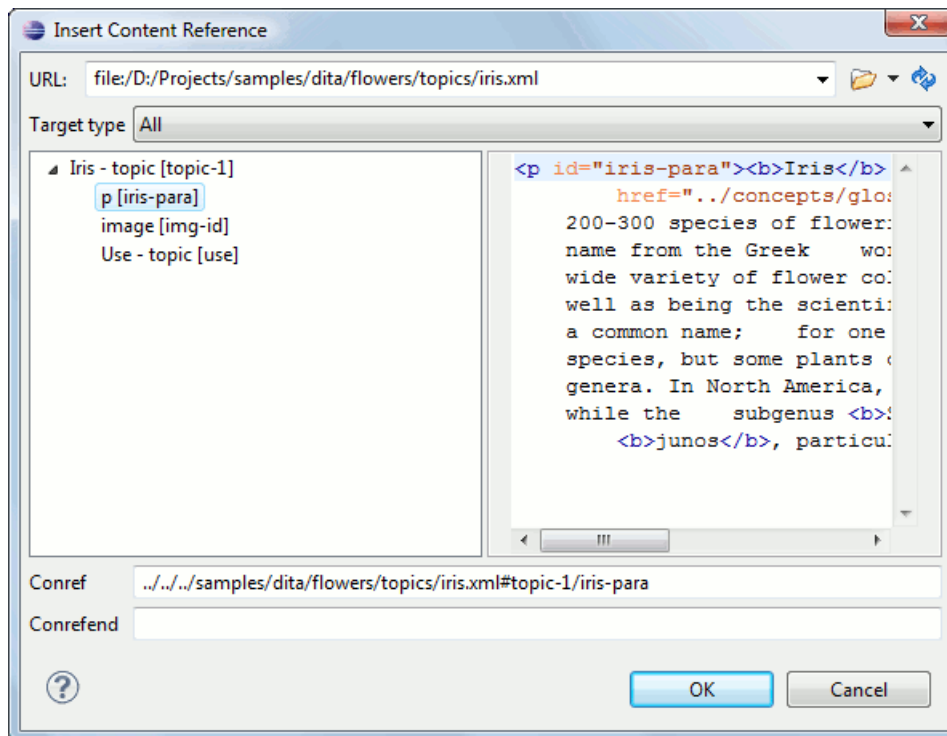 Insert Content Reference
URL: file:/D:/Projects/samples/dita/flowers/topics/iris.xml
Target type All
Iris - topic [topic-1]
p [iris-para]
image [img-id]
Use - topic [use]
<p id="iris-para"><b>Iris</b>
href="../concepts/glos
200-300 species of floweri
name from the Greek    wor
wide variety of flower col
well as being the scientif
a common name;    for one
species, but some plants
genera. In North America,
while the    subgenus <b>
<b>junos</b>, particul
Conref ../../../samples/dita/flowers/topics/iris.xml#topic-1/iris-para
Conrefend
OK Cancel